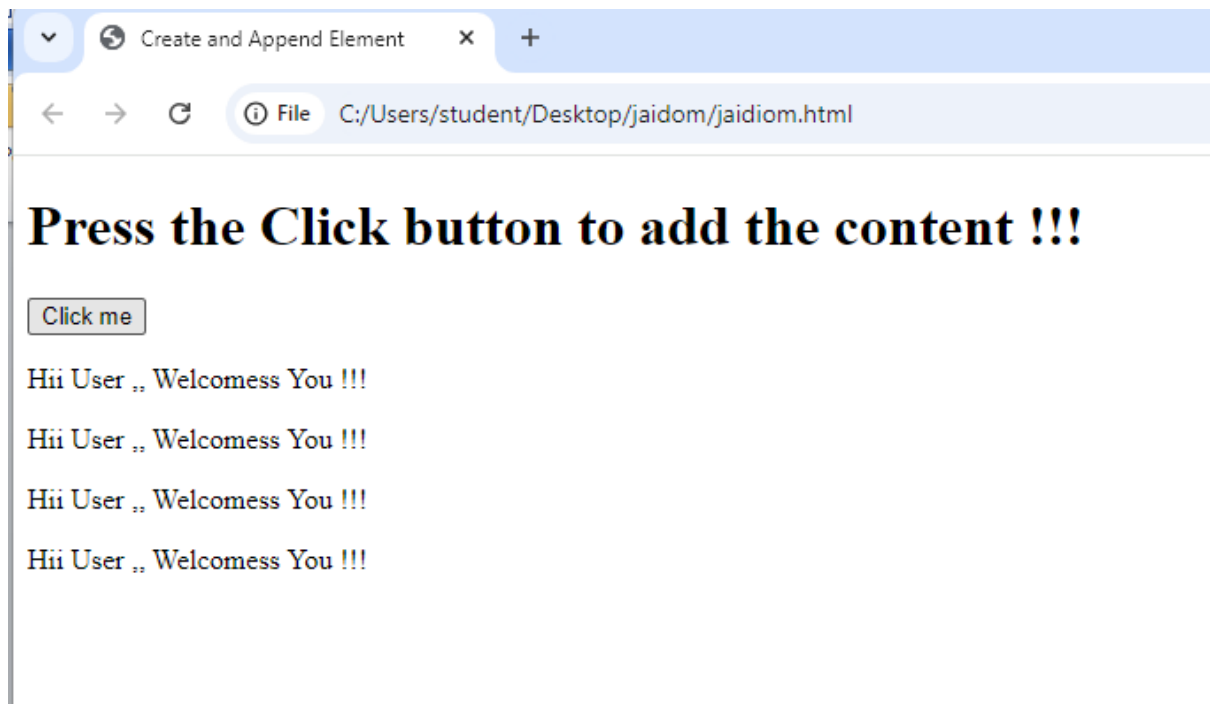 Create and Append Element
File C:/Users/student/Desktop/jaidom/jaidiom.html
Press the Click button to add the content !!!
Click me
Hii User ,, Welcomess You !!!
Hii User ,, Welcomess You !!!
Hii User ,, Welcomess You !!!
Hii User ,, Welcomess You !!!